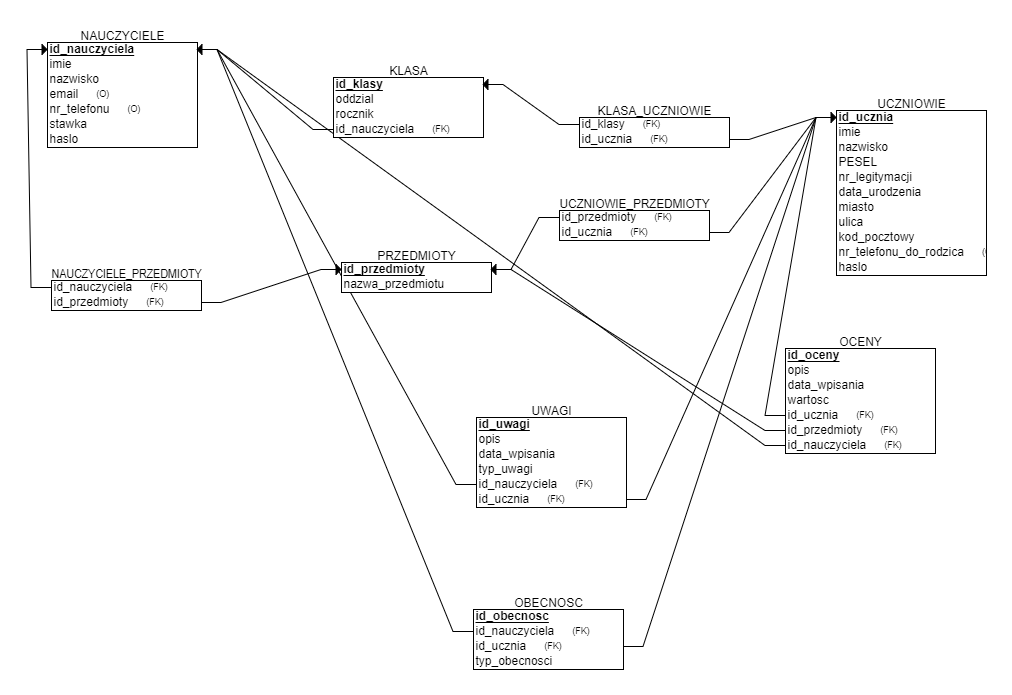 NAUCZYCIELE
id_nauczyciela
imie
nazwisko
email (O)
nr_telefonu (O)
stawka
haslo
KLASA
id_klasy
oddzial
rocznik
id_nauczyciela (FK)
KLASA_UCZNIOWIE
id_klasy (FK)
id_ucznia (FK)
UCZNIOWIE
id_ucznia
imie
nazwisko
PESEL
nr_legitymacji
data_urodzenia
miasto
ulica
kod_pocztowy
nr_telefonu_do_rodzica
haslo
UCZNIOWIE_PRZEDMIOTY
id_przedmioty (FK)
id_ucznia (FK)
PRZEDMIOTY
id_przedmioty
nazwa_przedmiotu
NAUCZYCIELE_PRZEDMIOTY
id_nauczyciela (FK)
id_przedmioty (FK)
OCENY
id_oceny
opis
data_wpisania
wartosc
id_ucznia (FK)
id_przedmioty (FK)
id_nauczyciela (FK)
UWAGI
id_uwagi
opis
data_wpisania
typ_uwagi
id_nauczyciela (FK)
id_ucznia (FK)
OBECNOSC
id_obecnosc
id_nauczyciela (FK)
id_ucznia (FK)
typ_obecnosci